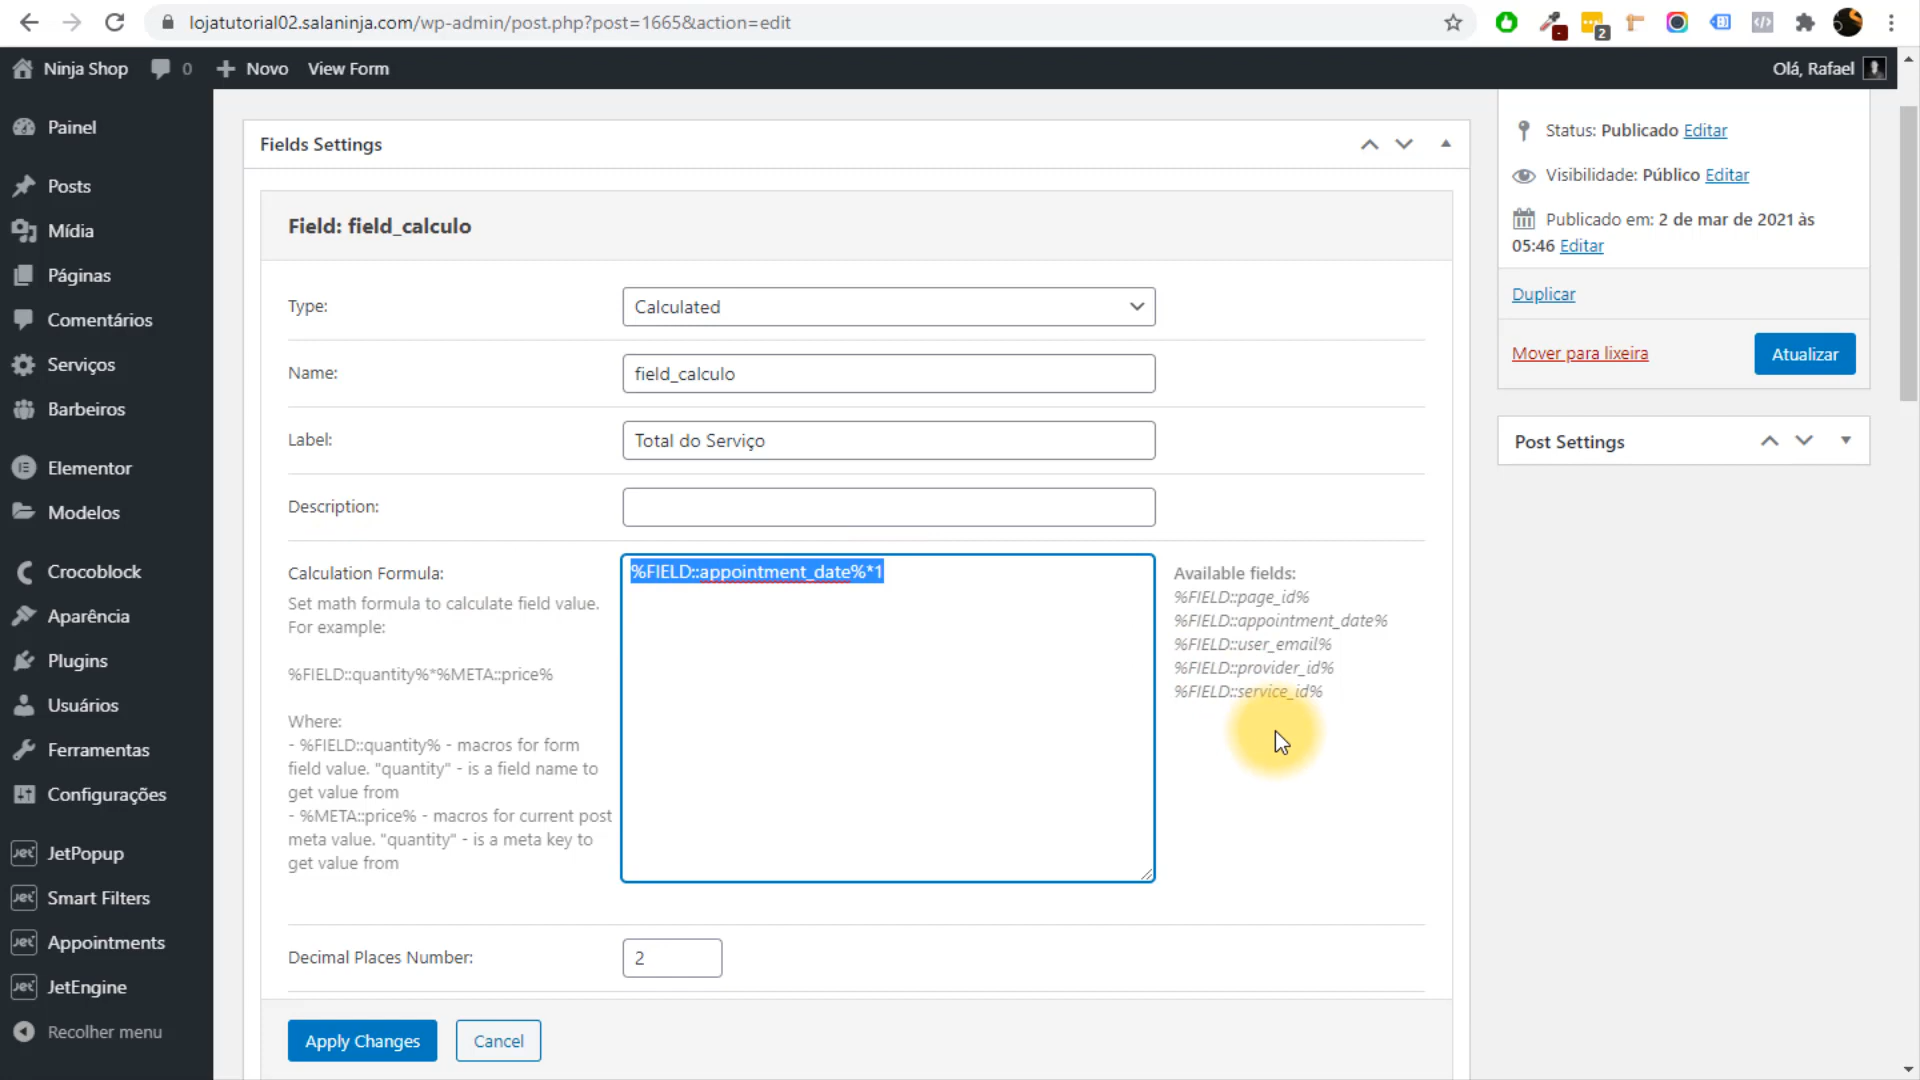 lojatutorial02.salaninja.com/wp-admin/post.php?post=1665&action=edit
2
Ninja Shop
0
Novo
View Form
Olá, Rafael
Painel
Posts
Mídia
Páginas
Comentários
Serviços
Barbeiros
Elementor
Modelos
Crocoblock
Aparência
Plugins
Usuários
Ferramentas
Configurações
Jet JetPopup
Jet Smart Filters
Jet Appointments
Jet JetEngine
Recolher menu
Fields Settings
Field: field_calculo
Type:
Calculated
Name:
field_calculo
Label:
Total do Serviço
Description:
Calculation Formula:
Set math formula to calculate field value.
For example:
%FIELD::quantity%*%META::price%
Where:
- %FIELD::quantity% - macros for form
field value. "quantity" - is a field name to
get value from
- %META::price% - macros for current post
meta value. "quantity" - is a meta key to
get value from
%FIELD::appointment_date%*1
Available fields:
%FIELD::page_id%
%FIELD::appointment_date%
%FIELD::user_email%
%FIELD::provider_id%
%FIELD::service_id%
Decimal Places Number:
2
Apply Changes
Cancel
Status: Publicado Editar
Visibilidade: Público Editar
Publicado em: 2 de mar de 2021 às
05:46 Editar
Duplicar
Mover para lixeira
Atualizar
Post Settings